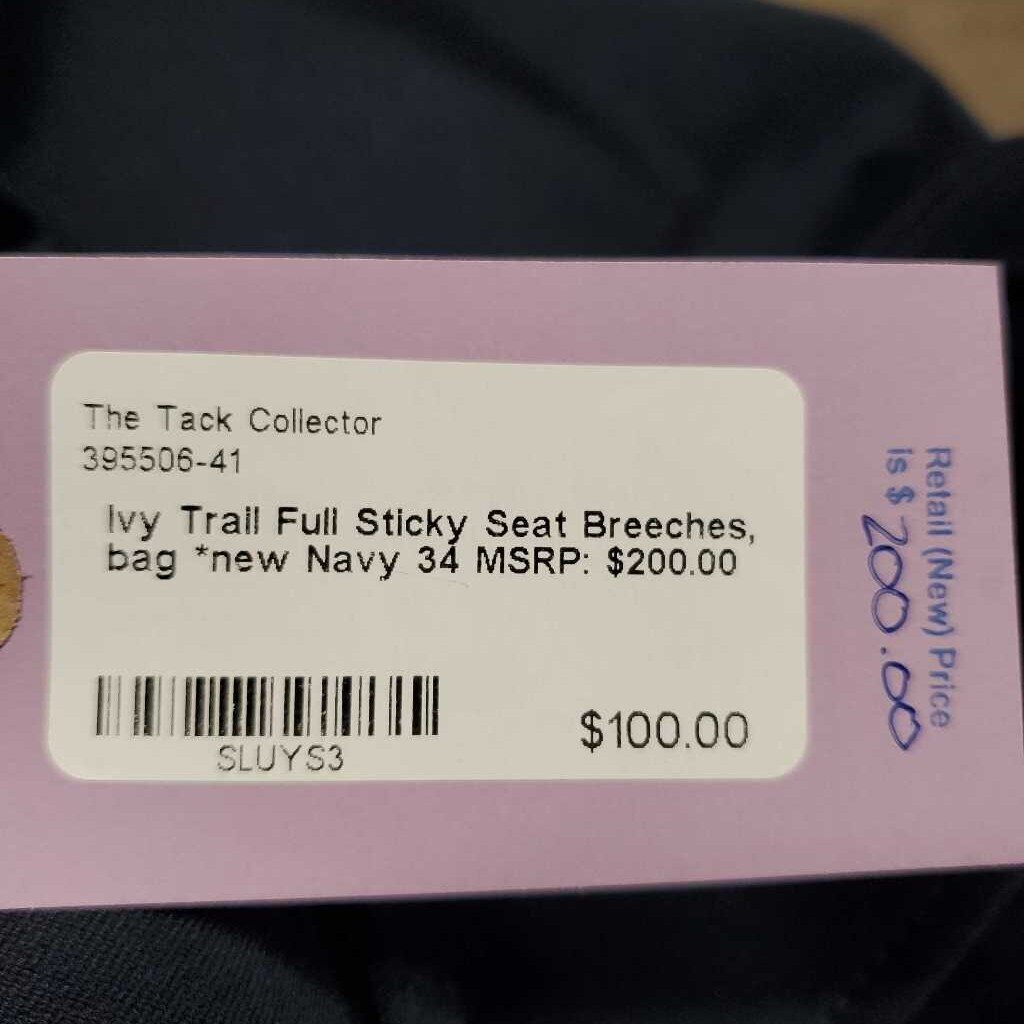 The Tack Collector
395506-41
Ivy Trail Full Sticky Seat Breeches,
bag *new Navy 34 MSRP: $200.00
SLUYS3
$100.00
Retail (New) Price
is $ 200.00